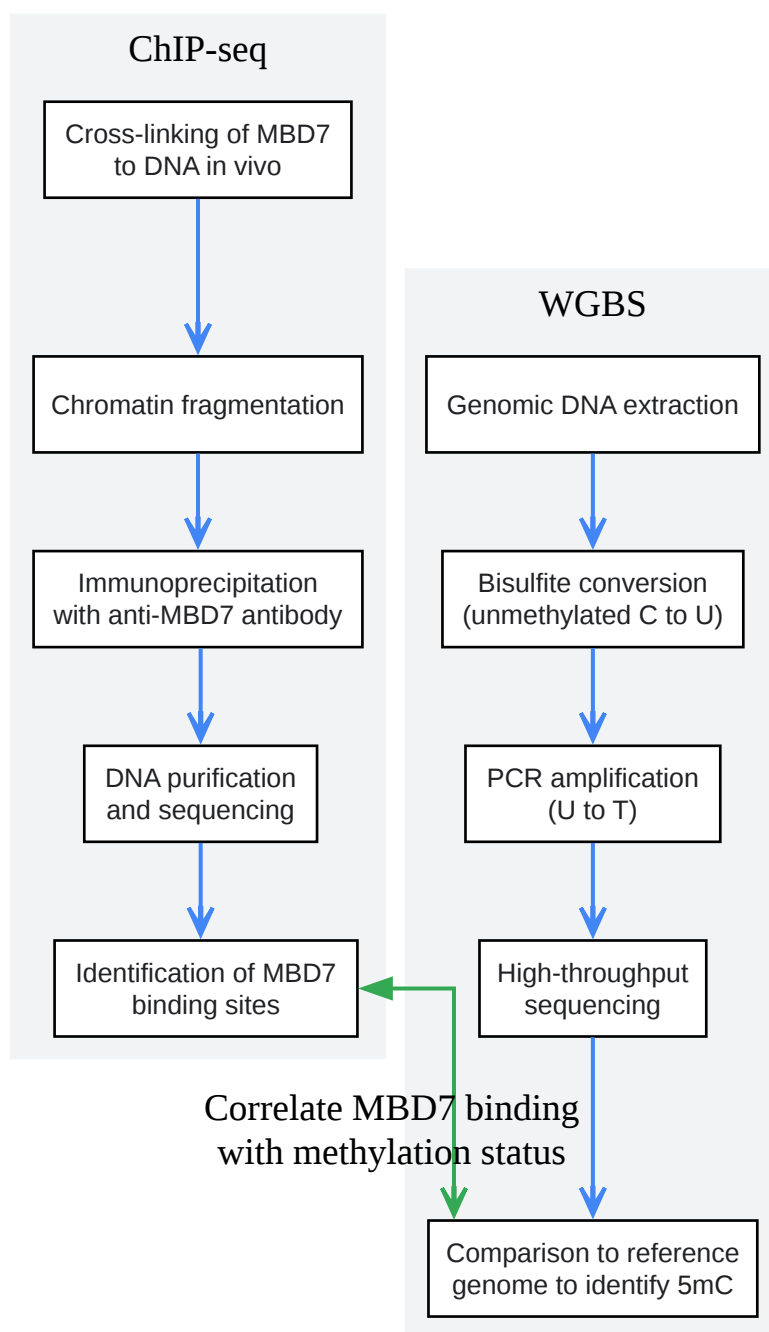 ChIP-seq
Cross-linking of MBD7
to DNA in vivo
Chromatin fragmentation
Immunoprecipitation
with anti-MBD7 antibody
DNA purification
and sequencing
Identification of MBD7
binding sites
WGBS
Genomic DNA extraction
Bisulfite conversion
(unmethylated C to U)
PCR amplification
(U to T)
High-throughput
sequencing
Correlate MBD7 binding
with methylation status
Comparison to reference
genome to identify 5mC